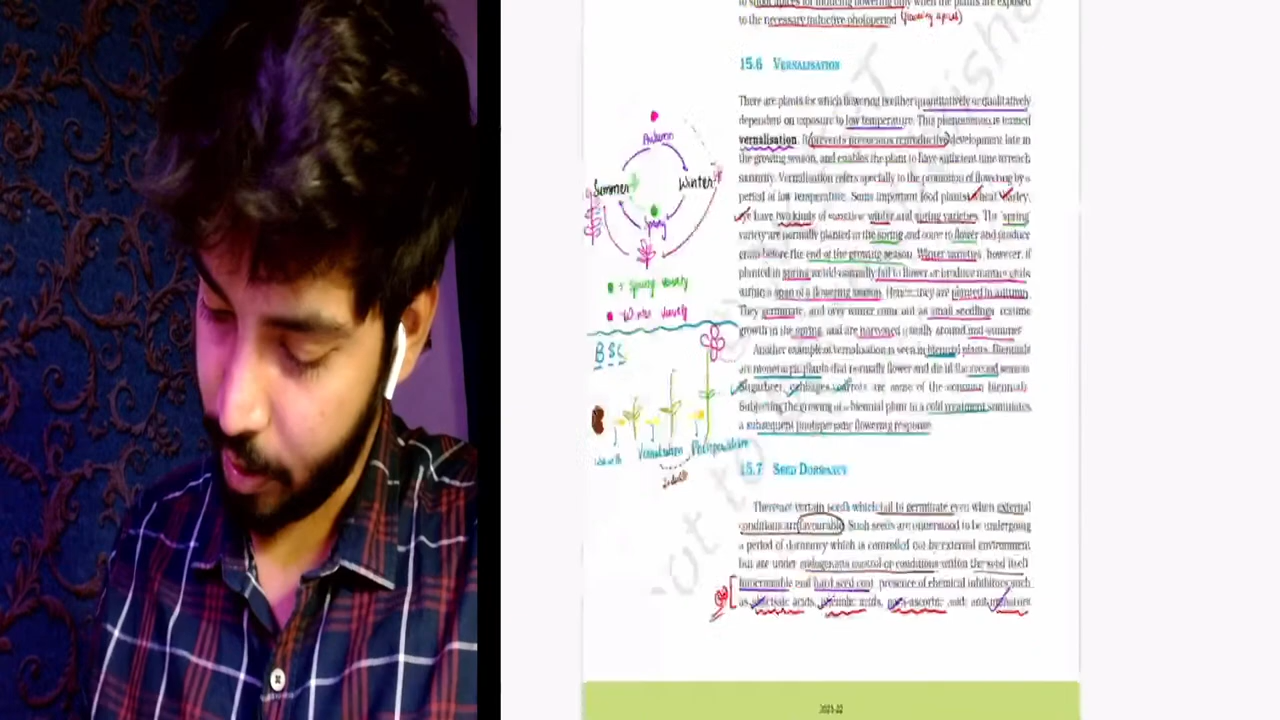 to the necessary inductive photoperiod (flowering apices)
15.6 VERNALISATION
There are plants for which flowering is either quantitatively or qualitatively
dependent on exposure to low temperature. This phenomenon is termed
vernalisation. It prevents precocious reproductive development late in
the growing season, and enables the plant to have sufficient time to reach
maturity. Vernalisation refers specially to the promotion of flowering by a
period of low temperature. Some important food plants, wheat, barley,
rye have two kinds of varieties: winter and spring varieties. The 'spring'
variety are normally planted in the spring and come to flower and produce
grain before the end of the growing season. Winter varieties, however, if
planted in spring would normally fail to flower or produce mature grain
within a span of a flowering season. Hence, they are planted in autumn.
They germinate, and over winter come out as small seedlings, resume
growth in the spring, and are harvested usually around mid-summer.
Another example of vernalisation is seen in biennial plants. Biennials
are monocarpic plants that normally flower and die in the second season.
Sugarbeet, cabbages, carrots are some of the common biennials.
Subjecting the growing of a biennial plant to a cold treatment stimulates
a subsequent photoperiodic flowering response.
Autumn
Summer
Winter
Spring
spring variety
BSS
Vernalisation
15.7 SEED DORMANCY
There are certain seeds which fail to germinate even when external
conditions are favourable. Such seeds are understood to be undergoing
a period of dormancy which is controlled not by external environment
but are under endogenous control or conditions within the seed itself.
Impermeable and hard seed coat; presence of chemical inhibitors such
as abscisic acids, phenolic acids, para-ascorbic acid; and immature
2021-22